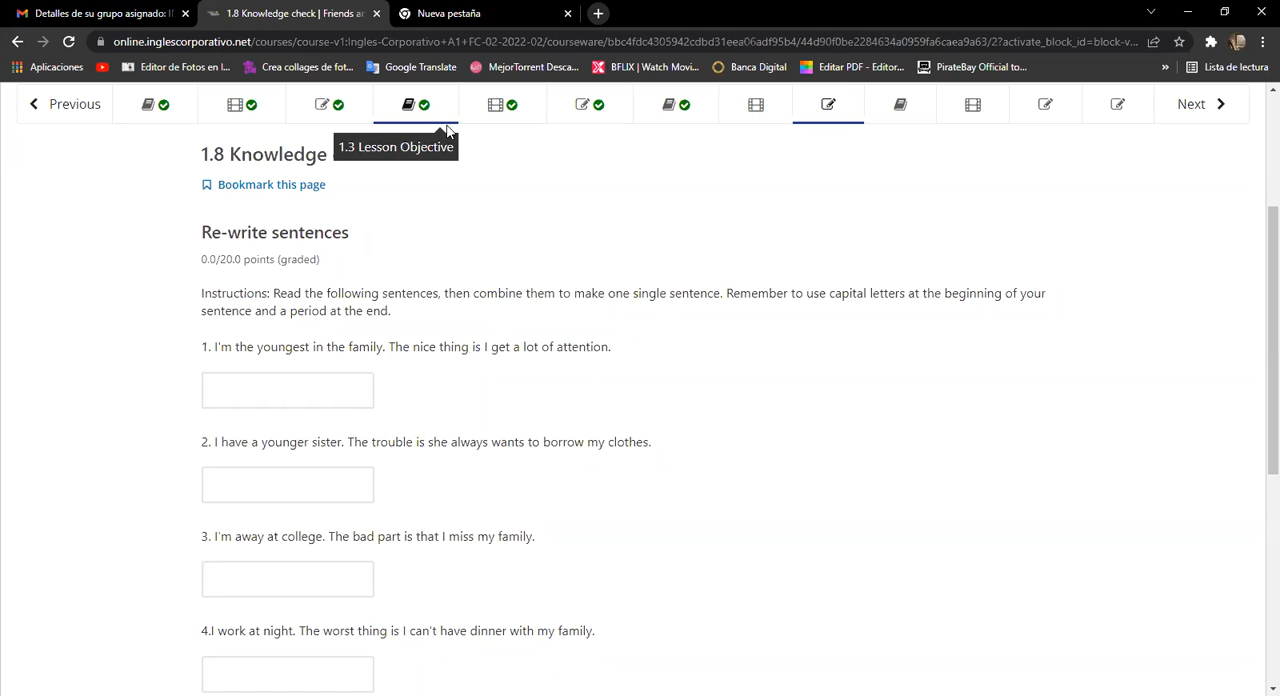 Detalles de su grupo asignado: I
1.8 Knowledge check | Friends ar
Nueva pestaña
online.inglescorporativo.net/courses/course-v1:Ingles-Corporativo+A1+FC-02-2022-02/courseware/bbc4fdc4305942cdbd31eea06adf95b4/44d90f0be2284634a0959fa6caea9a63/2?activate_block_id=block-v...
Aplicaciones
Editor de Fotos en l...
Crea collages de fot...
Google Translate
MejorTorrent Desca...
BFLIX | Watch Movi...
Banca Digital
Editar PDF - Editor...
PirateBay Official to...
»
Lista de lectura
Previous
Next
1.3 Lesson Objective
1.8 Knowledge
Bookmark this page
Re-write sentences
0.0/20.0 points (graded)
Instructions: Read the following sentences, then combine them to make one single sentence. Remember to use capital letters at the beginning of your
sentence and a period at the end.
1. I'm the youngest in the family. The nice thing is I get a lot of attention.
2. I have a younger sister. The trouble is she always wants to borrow my clothes.
3. I'm away at college. The bad part is that I miss my family.
4.I work at night. The worst thing is I can't have dinner with my family.